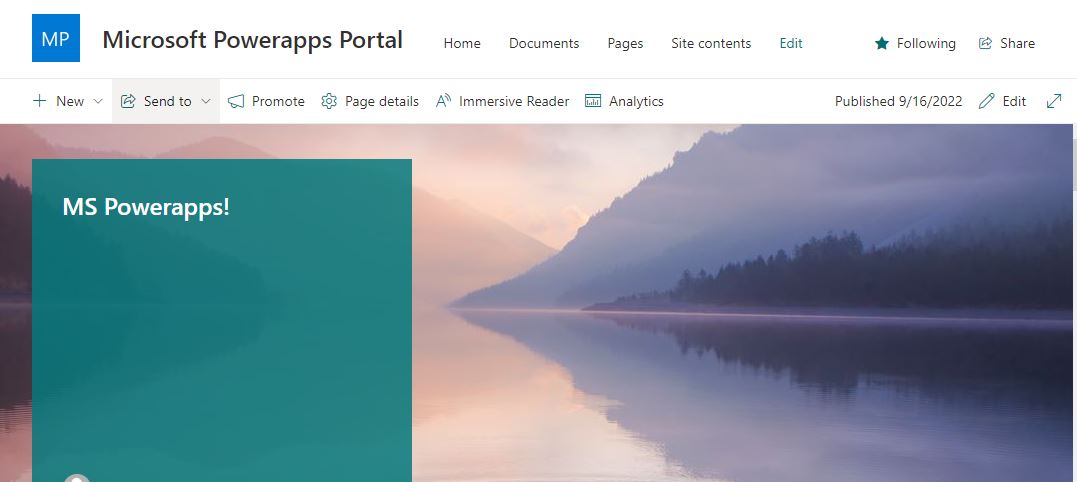 MP Microsoft Powerapps Portal Home Documents Pages Site contents Edit Following Share
New Send to Promote Page details Immersive Reader Analytics Published 9/16/2022 Edit
MS Powerapps!